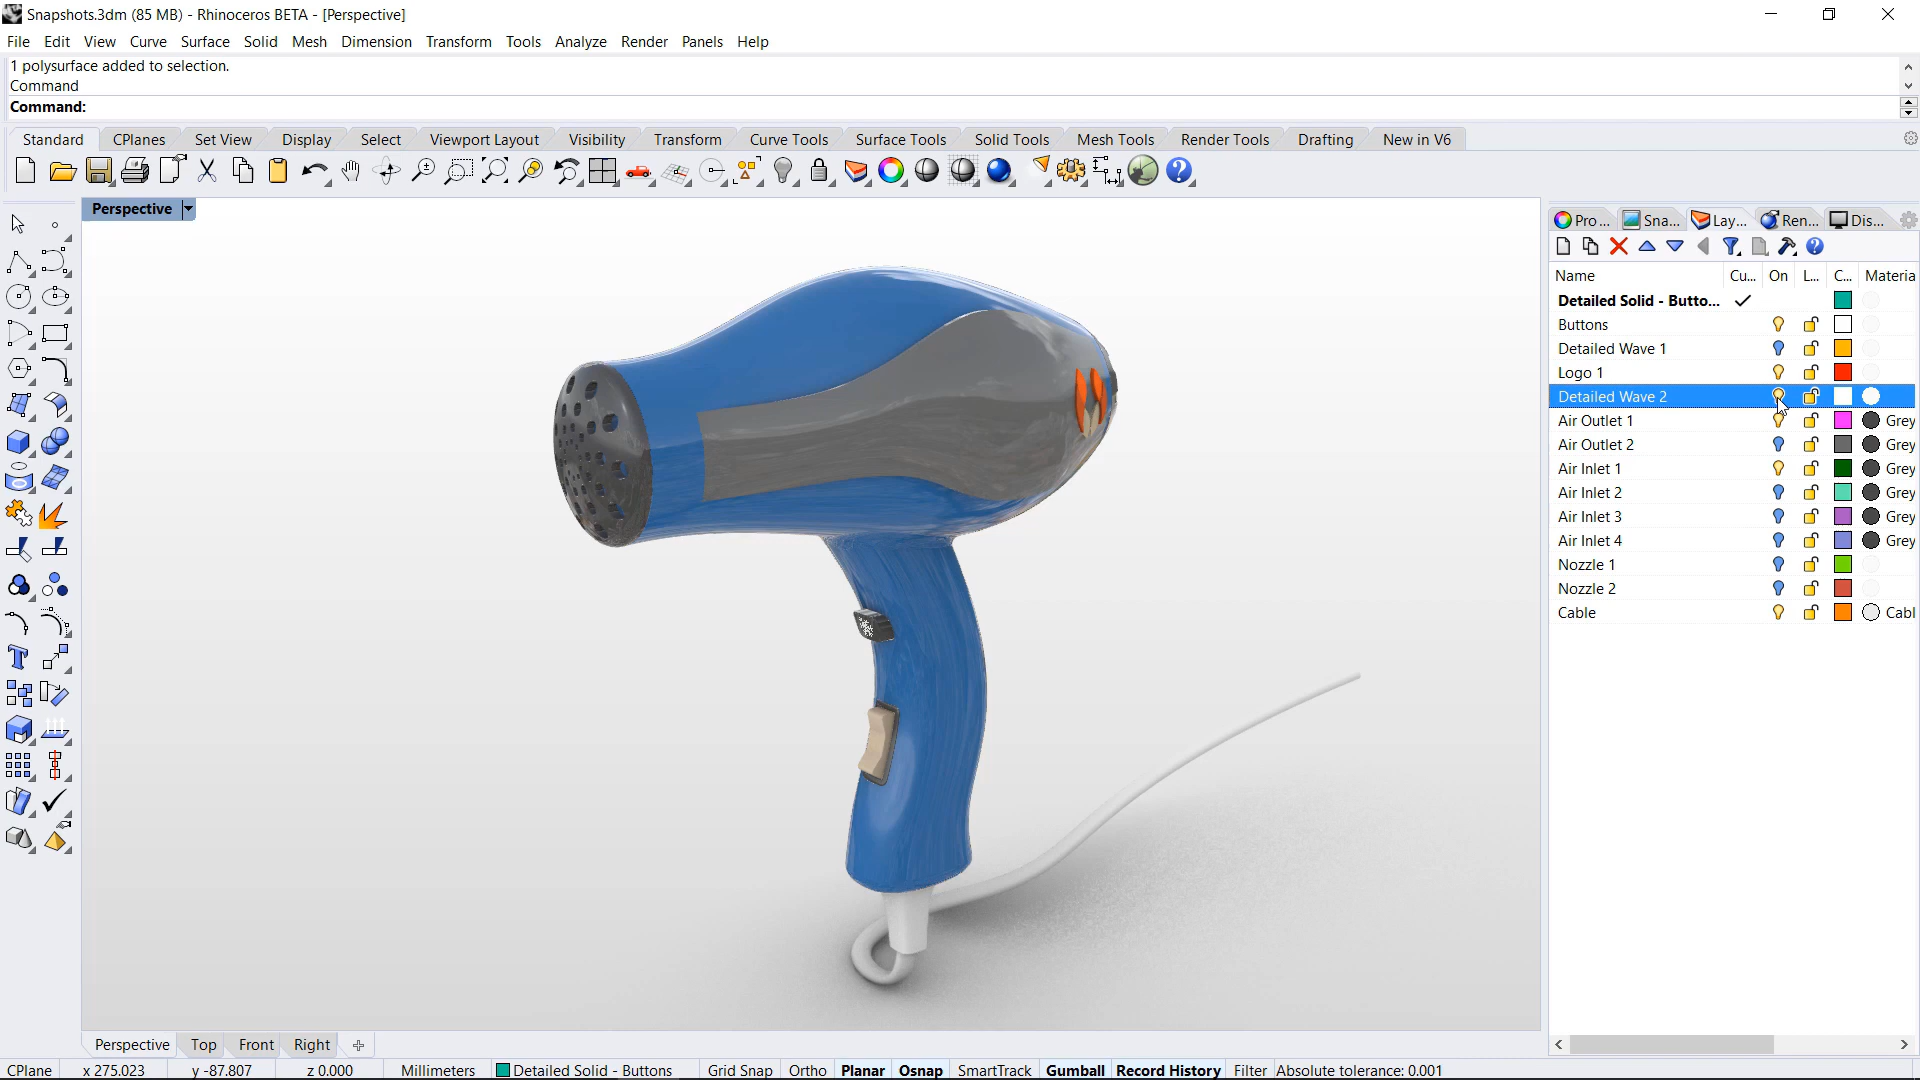 Snapshots.3dm (85 MB) - Rhinoceros BETA - [Perspective]
File Edit View Curve Surface Solid Mesh Dimension Transform Tools Analyze Render Panels Help
1 polysurface added to selection.
Command
Command:
Standard CPlanes Set View Display Select Viewport Layout Visibility Transform Curve Tools Surface Tools Solid Tools Mesh Tools Render Tools Drafting New in V6
Perspective
Pro... Sna... Lay... Ren... Dis...
Name Cu... On L... C... Materia
Detailed Solid - Butto...
Buttons
Detailed Wave 1
Logo 1
Detailed Wave 2
Air Outlet 1 Grey
Air Outlet 2 Grey
Air Inlet 1 Grey
Air Inlet 2 Grey
Air Inlet 3 Grey
Air Inlet 4 Grey
Nozzle 1
Nozzle 2
Cable Cabl
Perspective Top Front Right
CPlane x 275.023 y -87.807 z 0.000 Millimeters Detailed Solid - Buttons Grid Snap Ortho Planar Osnap SmartTrack Gumball Record History Filter Absolute tolerance: 0.001